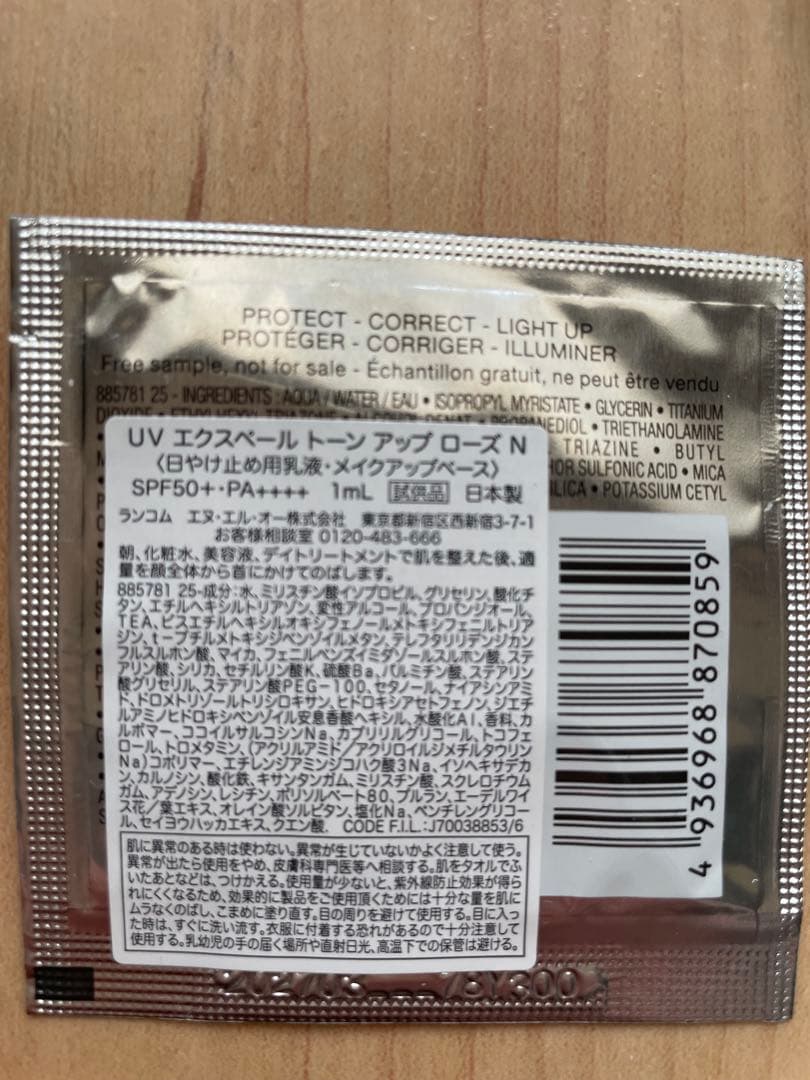 PROTECT - CORRECT - LIGHT UP
PROTÉGER - CORRIGER - ILLUMINER
Free sample, not for sale - Échantillon gratuit, ne peut être vendu
885781 25 - INGREDIENTS : AQUA / WATER / EAU • ISOPROPYL MYRISTATE • GLYCERIN • TITANIUM
DIOXIDE • ETHYLHEXYL TRIAZONE • ALCOHOL DENAT. • PROPANEDIOL • TRIETHANOLAMINE
TRIAZINE • BUTYL
SULFONIC ACID • MICA
POTASSIUM CETYL
UV エクスペール トーン アップ ローズ N
〈日やけ止め用乳液・メイクアップベース〉
SPF50+・PA++++ 1mL 試供品 日本製
ランコム エヌ・エル・オー株式会社 東京都新宿区西新宿3-7-1
お客様相談室 0120-483-666
朝、化粧水、美容液、デイトリートメントで肌を整えた後、適
量を顔全体から首にかけてのばします。
885781 25-成分:水、ミリスチン酸イソプロピル、グリセリン、酸化チ
タン、エチルヘキシルトリアゾン、変性アルコール、プロパンジオール、
TEA、ビスエチルヘキシルオキシフェノールメトキシフェニルトリア
ジン、t-ブチルメトキシジベンゾイルメタン、テレフタリリデンジカン
フルスルホン酸、マイカ、フェニルベンズイミダゾールスルホン酸、ステ
アリン酸、シリカ、セチルリン酸K、硫酸Ba、パルミチン酸、ステアリン
酸グリセリル、ステアリン酸PEG-100、セタノール、ナイアシンアミ
ド、ドロメトリゾールトリシロキサン、ヒドロキシアセトフェノン、ジエチ
ルアミノヒドロキシベンゾイル安息香酸ヘキシル、水酸化Al、香料、カ
ルボマー、ココイルサルコシンNa、カプリリルグリコール、トコフェ
ロール、トロメタミン、(アクリルアミド/アクリロイルジメチルタウリン
Na)コポリマー、エチレンジアミンジコハク酸3Na、イソヘキサデカ
ン、カルノシン、酸化鉄、キサンタンガム、ミリスチン酸、スクレロチウム
ガム、アデノシン、レシチン、ポリソルベート80、プルラン、エーデルワイ
ス花/葉エキス、オレイン酸ソルビタン、塩化Na、ペンチレングリコー
ル、セイヨウハッカエキス、クエン酸. CODE F.I.L.:J70038853/6
肌に異常のある時は使わない。異常が生じていないかよく注意して使う。
異常が出たら使用をやめ、皮膚科専門医等へ相談する。肌をタオルでふ
いたあとなどは、つけかえる。使用量が少ないと、紫外線防止効果が得ら
れにくくなるため、効果的に製品をご使用頂くためには十分な量を肌に
ムラなくのばし、こまめに塗り直す。目の周りを避けて使用する。目に入っ
た時は、すぐに洗い流す。衣服に付着する恐れがあるので十分注意して
使用する。乳幼児の手の届く場所や直射日光、高温下での保管は避ける。
4 936968 870859
78Y300